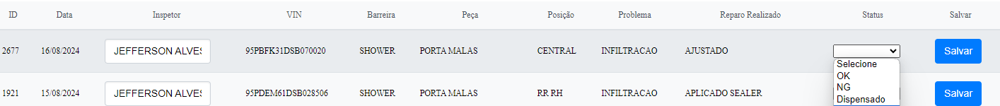 ID Data Inspetor VIN Barreira Peça Posição Problema Reparo Realizado Status Salvar
2677 16/08/2024 JEFFERSON ALVES 95PBFK31DSB070020 SHOWER PORTA MALAS CENTRAL INFILTRACAO AJUSTADO Salvar
Selecione
OK
NG
Dispensado
1921 15/08/2024 JEFFERSON ALVES 95PDEM61DSB028506 SHOWER PORTA MALAS RR RH INFILTRACAO APLICADO SEALER Salvar